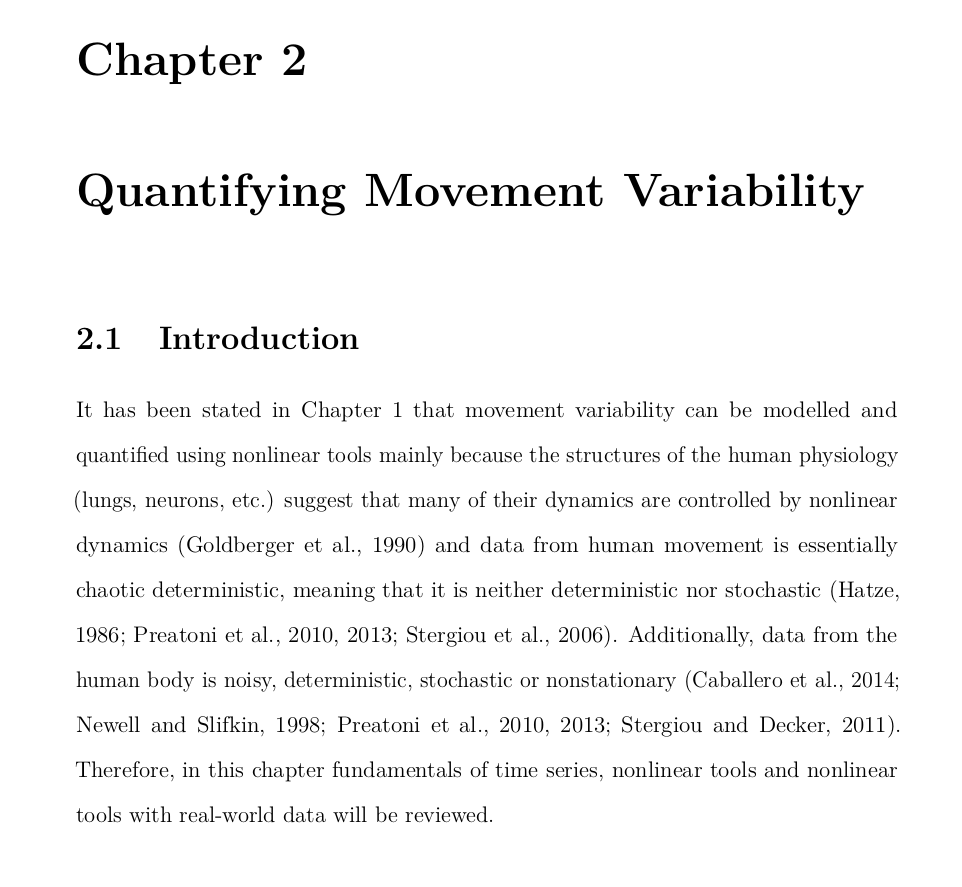 Chapter 2
Quantifying Movement Variability
2.1 Introduction
It has been stated in Chapter 1 that movement variability can be modelled and
quantified using nonlinear tools mainly because the structures of the human physiology
(lungs, neurons, etc.) suggest that many of their dynamics are controlled by nonlinear
dynamics (Goldberger et al., 1990) and data from human movement is essentially
chaotic deterministic, meaning that it is neither deterministic nor stochastic (Hatze,
1986; Preatoni et al., 2010, 2013; Stergiou et al., 2006). Additionally, data from the
human body is noisy, deterministic, stochastic or nonstationary (Caballero et al., 2014;
Newell and Slifkin, 1998; Preatoni et al., 2010, 2013; Stergiou and Decker, 2011).
Therefore, in this chapter fundamentals of time series, nonlinear tools and nonlinear
tools with real-world data will be reviewed.